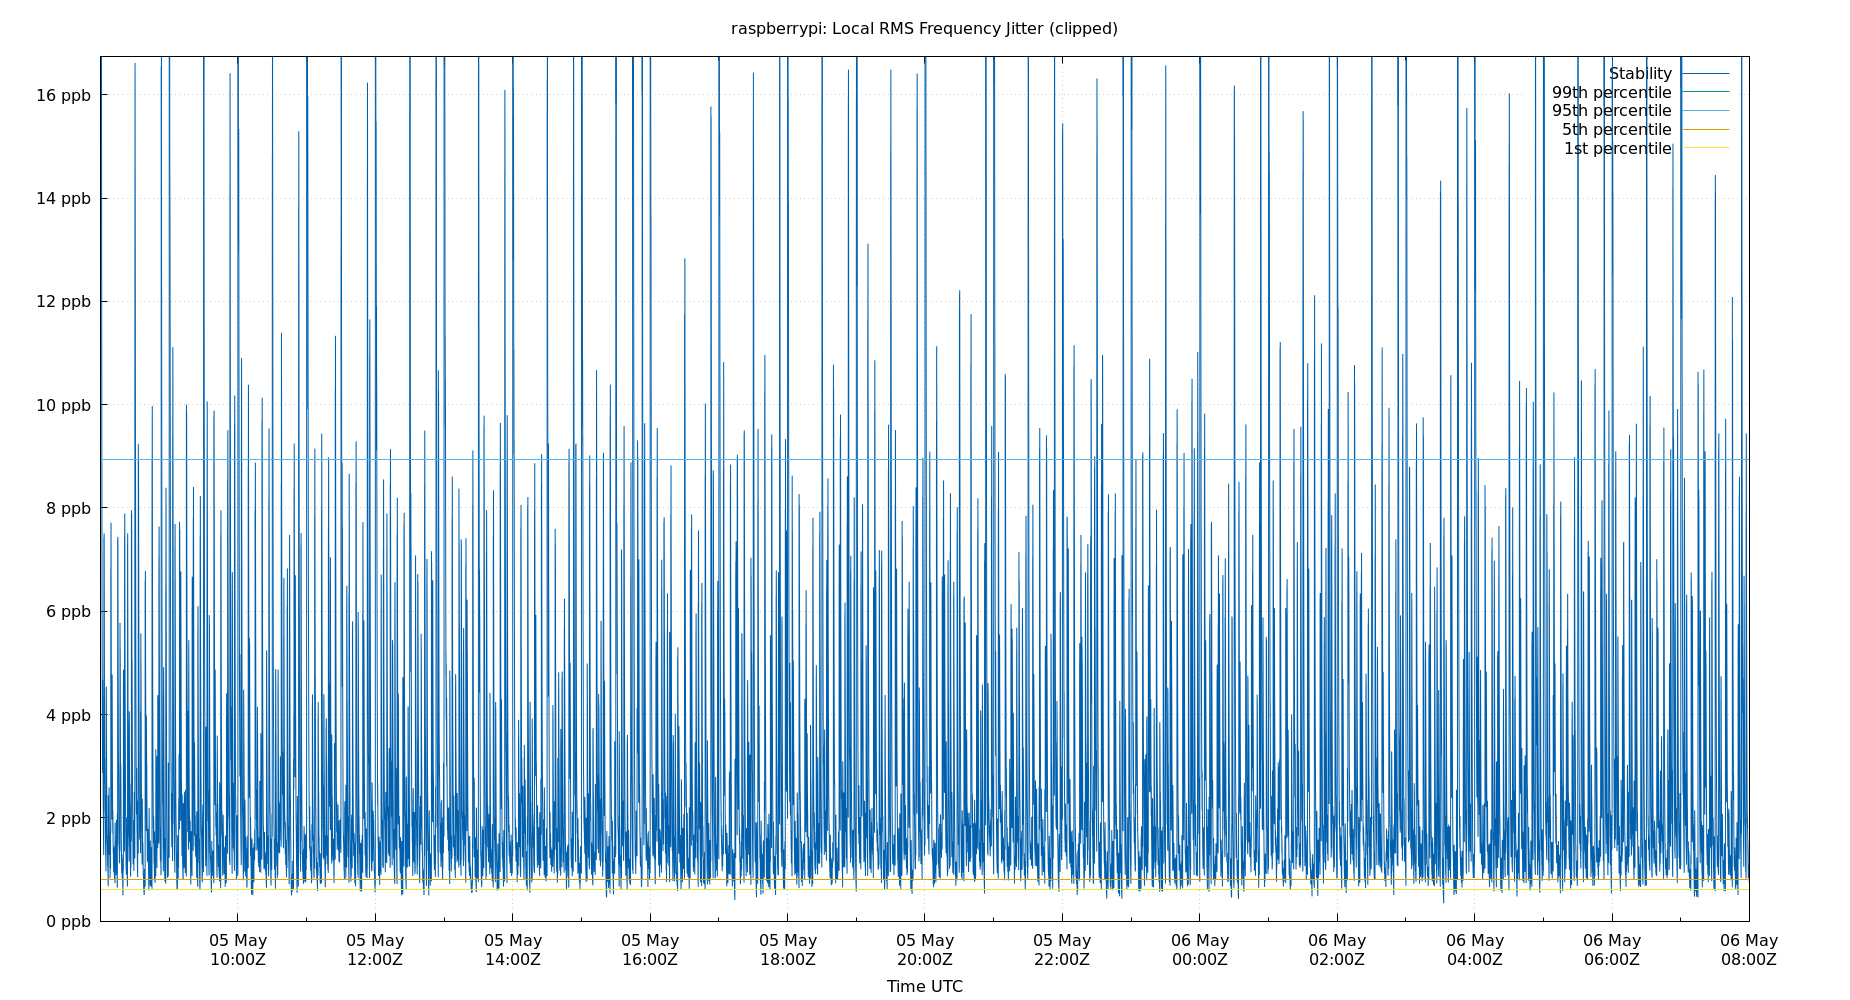 raspberrypi: Local RMS Frequency Jitter (clipped)
Stability
99th percentile
95th percentile
5th percentile
1st percentile
16 ppb
14 ppb
12 ppb
10 ppb
8 ppb
6 ppb
4 ppb
2 ppb
0 ppb
05 May 05 May 05 May 05 May 05 May 05 May 05 May 06 May 06 May 06 May 06 May 06 May
10:00Z 12:00Z 14:00Z 16:00Z 18:00Z 20:00Z 22:00Z 00:00Z 02:00Z 04:00Z 06:00Z 08:00Z
Time UTC